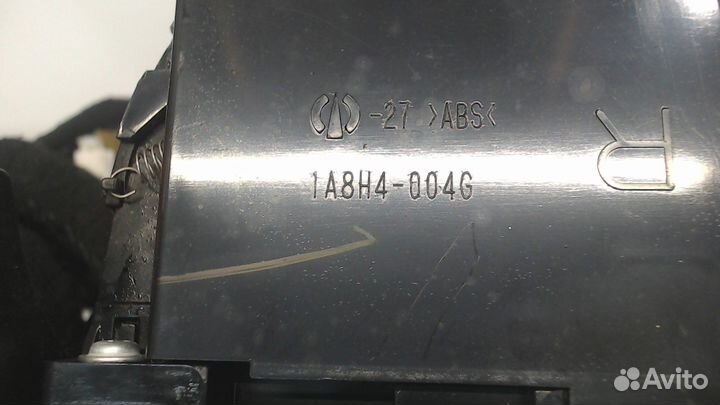 -27 >ABS<
1A8H4-004G
R
Avito